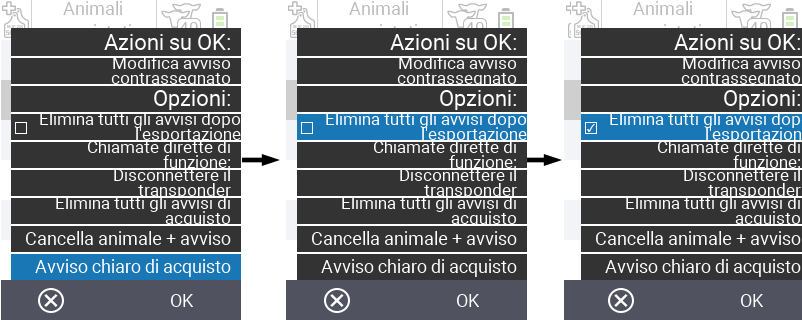 Animali
40
Azioni su OK:
Modifica avviso
contrassegnato
Opzioni:
Elimina tutti gli avvisi dopo
l'esportazione
Chiamate dirette di
funzione:
Disconnettere il
transponder
Elimina tutti gli avvisi di
acquisto
Cancella animale + avviso
Avviso chiaro di acquisto
OK
Animali
40
Azioni su OK:
Modifica avviso
contrassegnato
Opzioni:
Elimina tutti gli avvisi dopo
l'esportazione
Chiamate dirette di
funzione:
Disconnettere il
transponder
Elimina tutti gli avvisi di
acquisto
Cancella animale + avviso
Avviso chiaro di acquisto
OK
Animali
40
Azioni su OK:
Modifica avviso
contrassegnato
Opzioni:
Elimina tutti gli avvisi dop
l'esportazion
Chiamate dirette di
funzione:
Disconnettere il
transponder
Elimina tutti gli avvisi di
acquisto
Cancella animale + avviso
Avviso chiaro di acquisto
OK